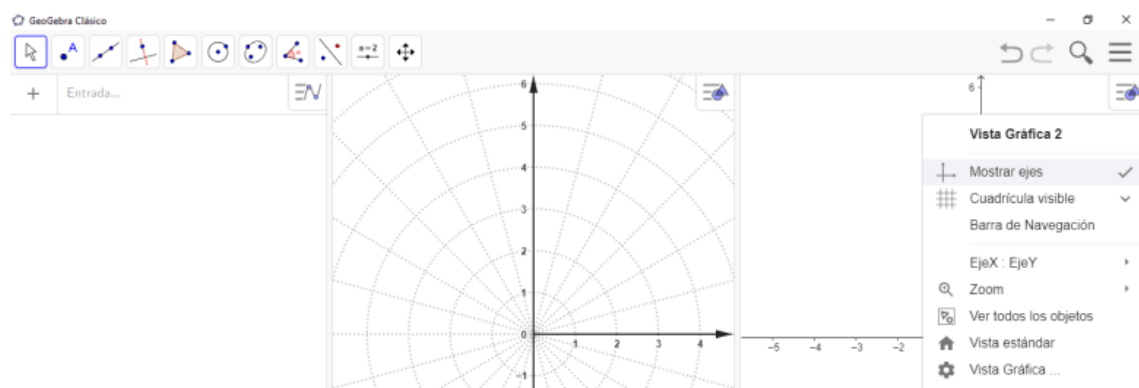 GeoGebra Clásico
A
a=2
Entrada...
6
5
4
3
2
1
0
1
2
3
4
−1
6
−5
−4
−3
−2
Vista Gráfica 2
Mostrar ejes
Cuadrícula visible
Barra de Navegación
EjeX : EjeY
Zoom
Ver todos los objetos
Vista estándar
Vista Gráfica ...